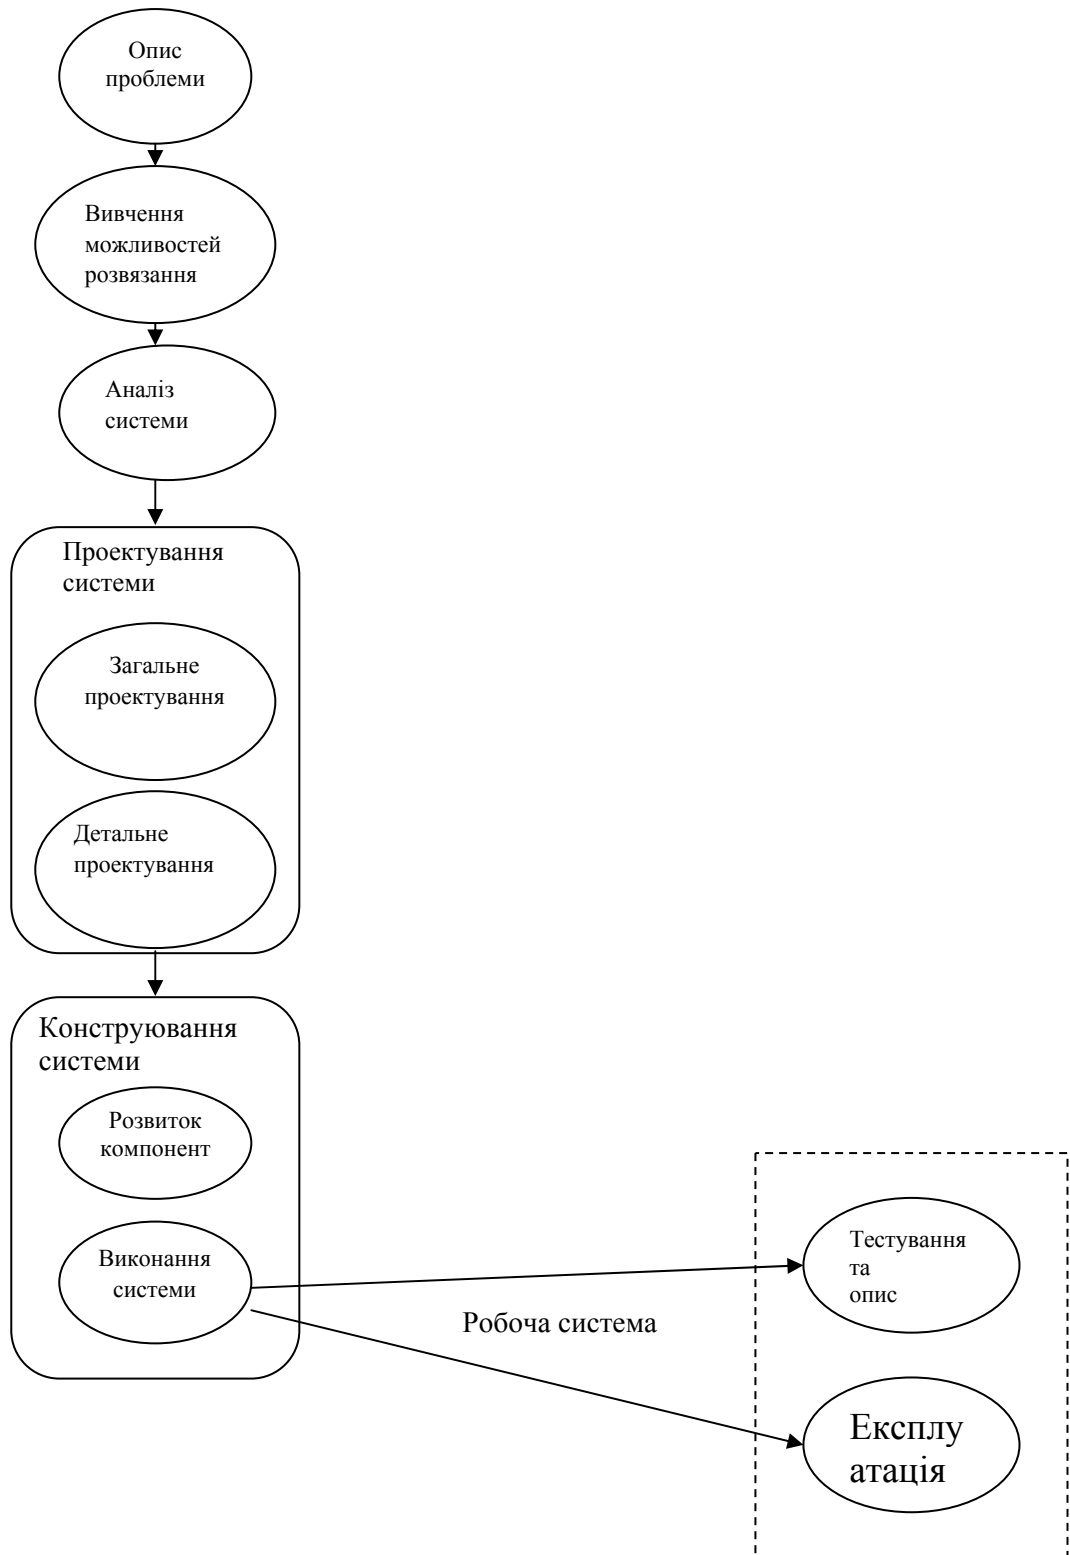 Опис
проблеми
Вивчення
можливостей
розвязання
Аналіз
системи
Проектування
системи
Загальне
проектування
Детальне
проектування
Конструювання
системи
Розвиток
компонент
Виконання
системи
Робоча система
Тестування
та
опис
Експлу
атація